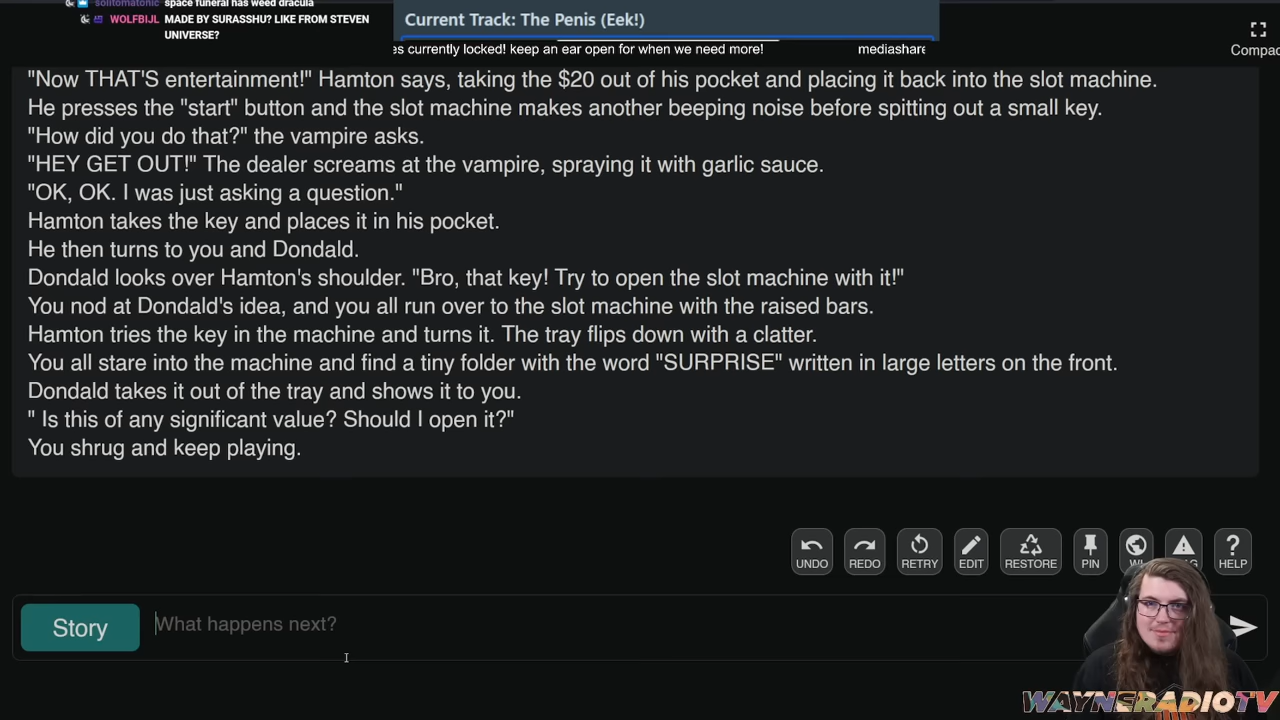 solitomatonic space funeral has weed dracula
WOLFBIJL MADE BY SURASSHU? LIKE FROM STEVEN
UNIVERSE?
Current Track: The Penis (Eek!)
es currently locked! keep an ear open for when we need more! mediashare
Compac
"Now THAT'S entertainment!" Hamton says, taking the $20 out of his pocket and placing it back into the slot machine.
He presses the "start" button and the slot machine makes another beeping noise before spitting out a small key.
"How did you do that?" the vampire asks.
"HEY GET OUT!" The dealer screams at the vampire, spraying it with garlic sauce.
"OK, OK. I was just asking a question."
Hamton takes the key and places it in his pocket.
He then turns to you and Dondald.
Dondald looks over Hamton's shoulder. "Bro, that key! Try to open the slot machine with it!"
You nod at Dondald's idea, and you all run over to the slot machine with the raised bars.
Hamton tries the key in the machine and turns it. The tray flips down with a clatter.
You all stare into the machine and find a tiny folder with the word "SURPRISE" written in large letters on the front.
Dondald takes it out of the tray and shows it to you.
" Is this of any significant value? Should I open it?"
You shrug and keep playing.
UNDO REDO RETRY EDIT RESTORE PIN WI AG HELP
Story What happens next?
WAYNERADIOTV